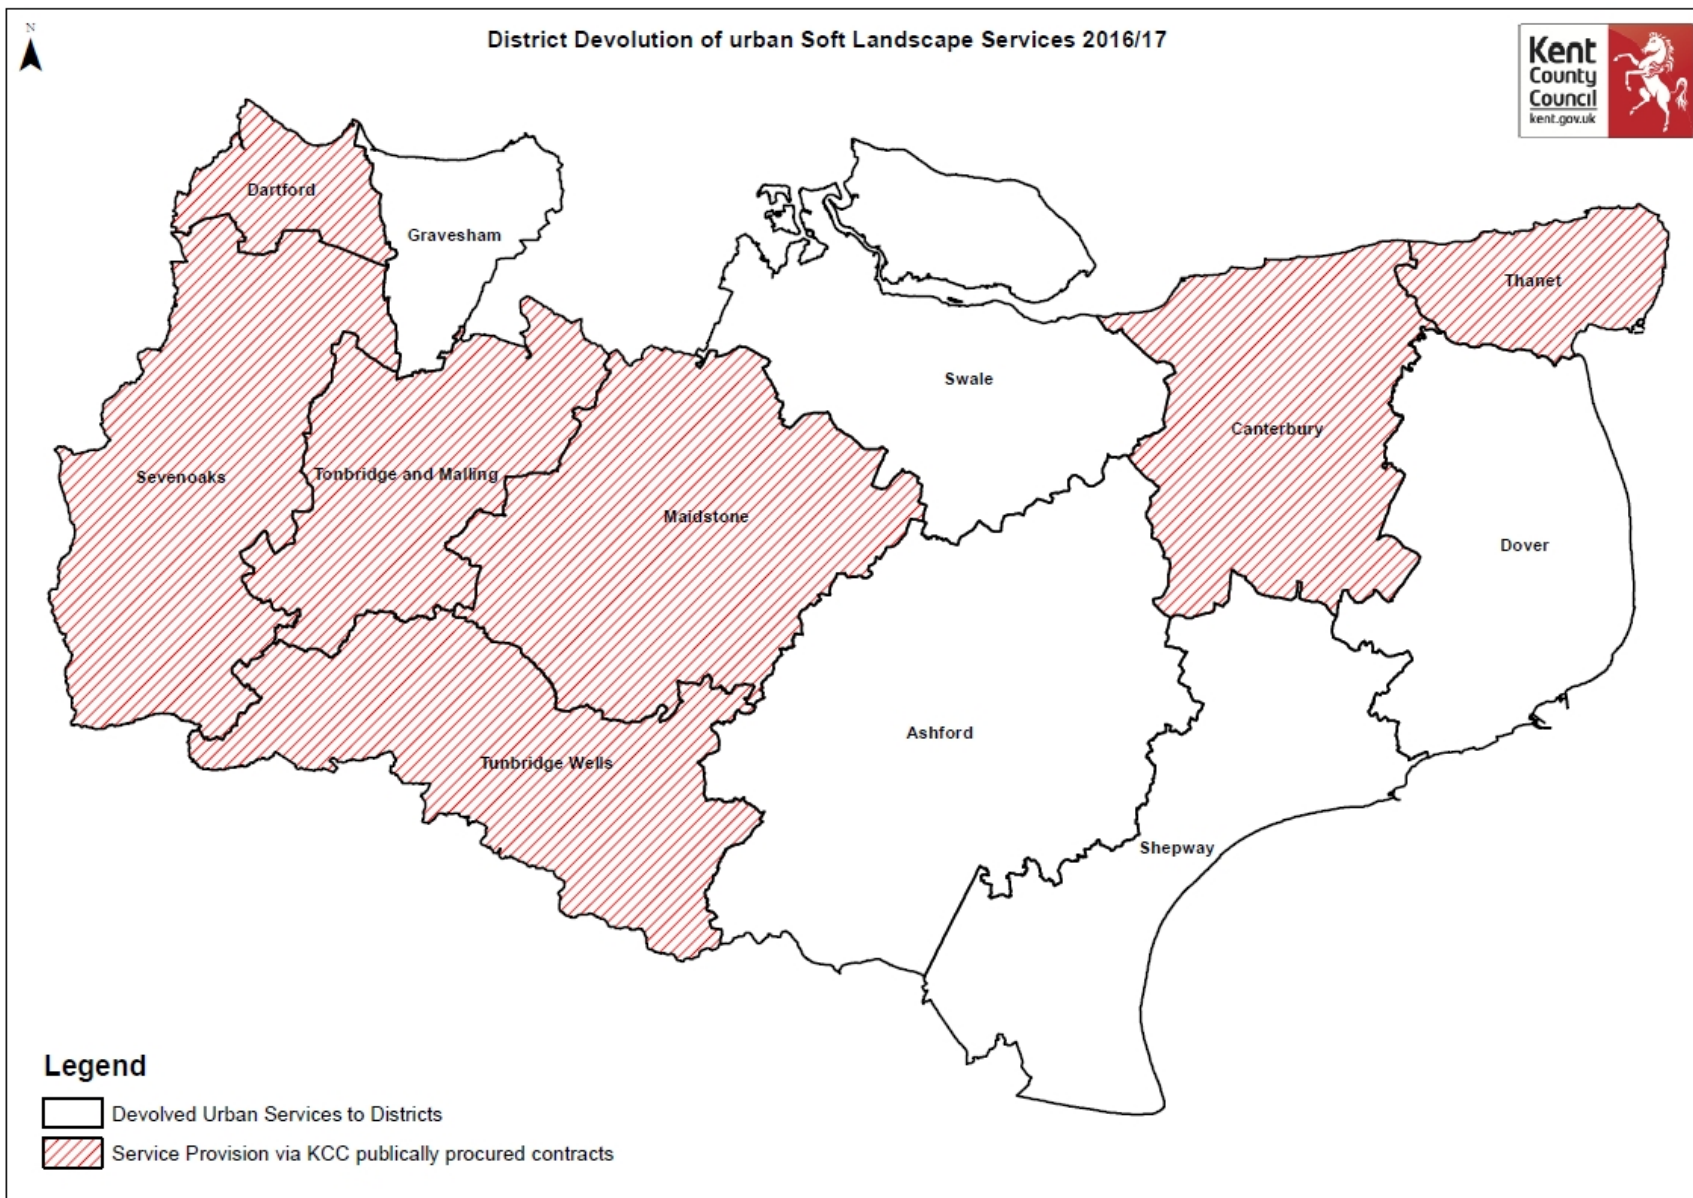 N
District Devolution of urban Soft Landscape Services 2016/17
Kent
County
Council
kent.gov.uk
Dartford
Gravesham
Thanet
Swale
Canterbury
Sevenoaks
Tonbridge and Malling
Maidstone
Dover
Ashford
Tunbridge Wells
Shepway
Legend
Devolved Urban Services to Districts
Service Provision via KCC publically procured contracts